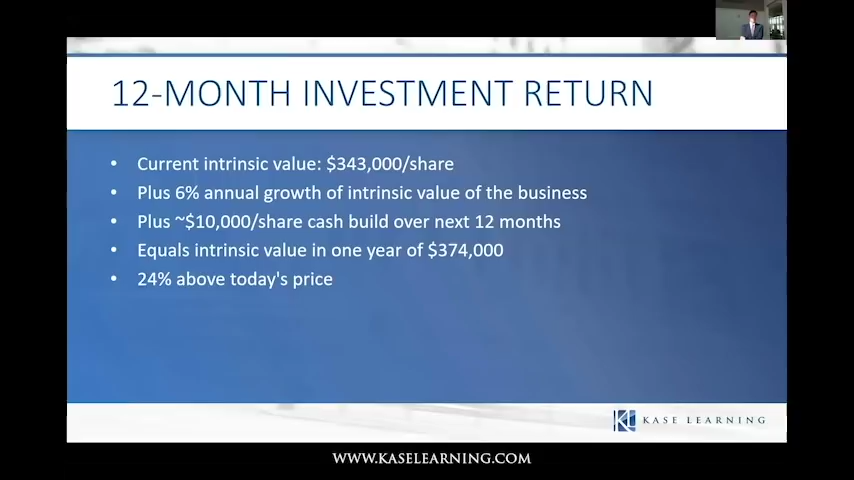 12-MONTH INVESTMENT RETURN
• Current intrinsic value: $343,000/share
• Plus 6% annual growth of intrinsic value of the business
• Plus ~$10,000/share cash build over next 12 months
• Equals intrinsic value in one year of $374,000
• 24% above today's price
KL KASE LEARNING
WWW.KASELEARNING.COM